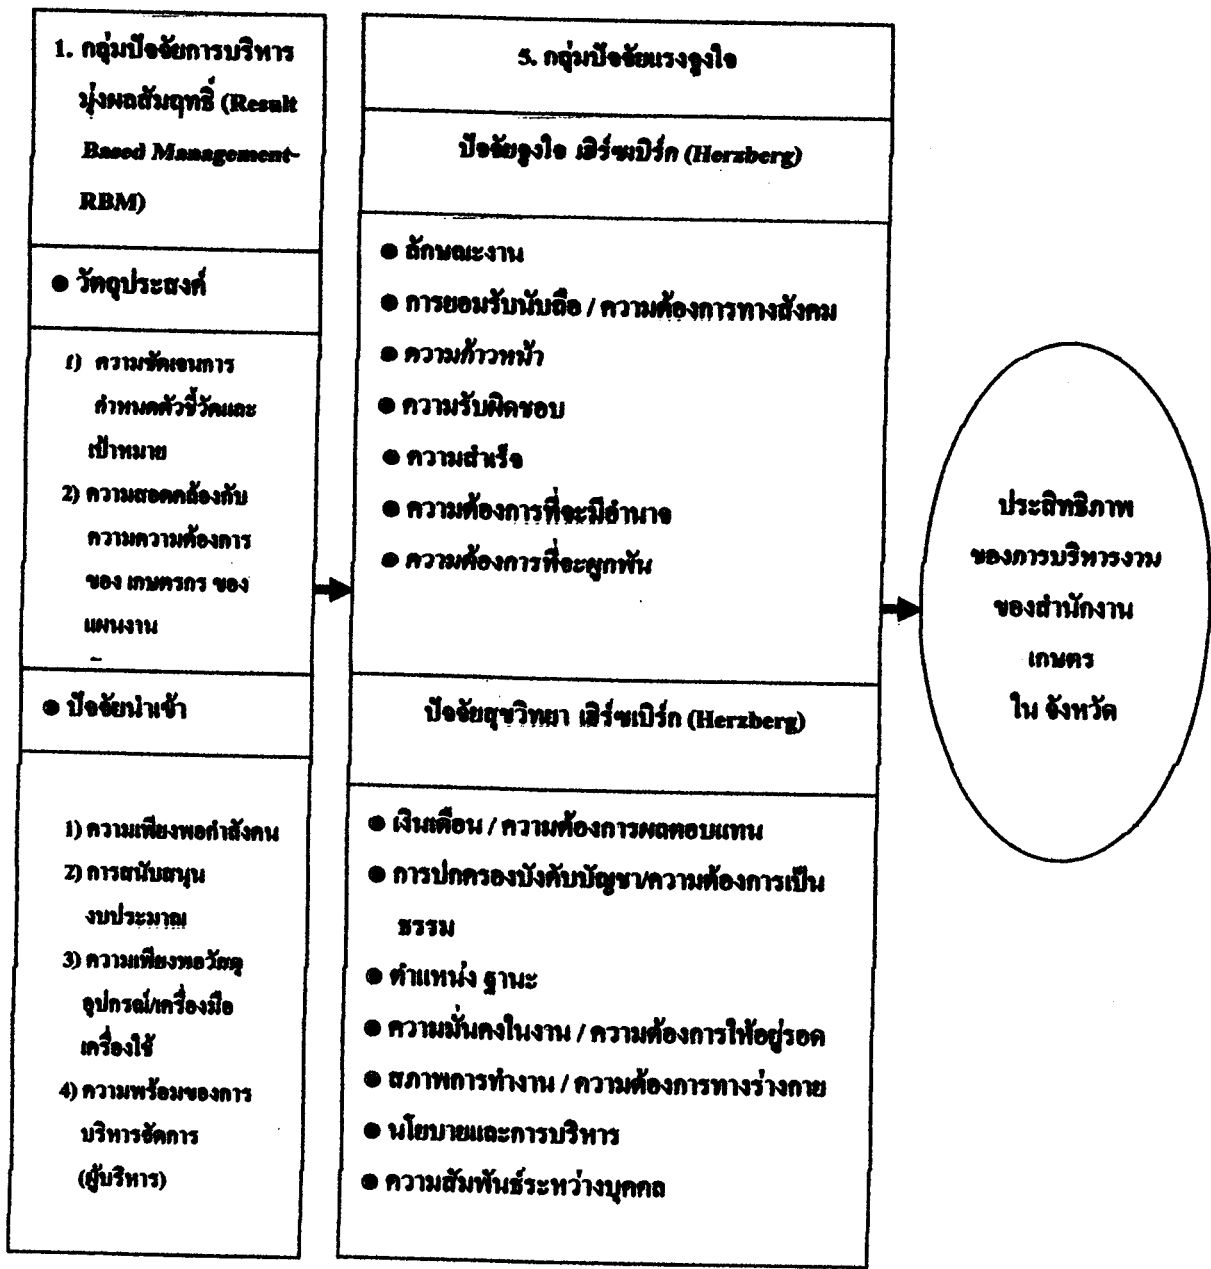 1. กลุ่มปัจจัยการบริหาร
มุ่งผลสัมฤทธิ์ (Result
Based Management-
RBM)
● วัตถุประสงค์
1) ความชัดเจนการ
กำหนดตัวชี้วัดและ
เป้าหมาย
2) ความสอดคล้องกับ
ความความต้องการ
ของ เกษตรกร ของ
แผนงาน
● ปัจจัยนำเข้า
1) ความเพียงพอกำลังคน
2) การสนับสนุน
งบประมาณ
3) ความเพียงพอวัสดุ
อุปกรณ์/เครื่องมือ
เครื่องใช้
4) ความพร้อมของการ
บริหารจัดการ
(ผู้บริหาร)
5. กลุ่มปัจจัยแรงจูงใจ
ปัจจัยจูงใจ เฮิร์ซเบิร์ก (Herzberg)
● ลักษณะงาน
● การยอมรับนับถือ / ความต้องการทางสังคม
● ความก้าวหน้า
● ความรับผิดชอบ
● ความสำเร็จ
● ความต้องการที่จะมีอำนาจ
● ความต้องการที่จะผูกพัน
ปัจจัยสุขวิทยา เฮิร์ซเบิร์ก (Herzberg)
● เงินเดือน / ความต้องการผลตอบแทน
● การปกครองบังคับบัญชา/ความต้องการเป็น
ธรรม
● ตำแหน่ง ฐานะ
● ความมั่นคงในงาน / ความต้องการให้อยู่รอด
● สภาพการทำงาน / ความต้องการทางร่างกาย
● นโยบายและการบริหาร
● ความสัมพันธ์ระหว่างบุคคล
ประสิทธิภาพ
ของการบริหารงาน
ของสำนักงาน
เกษตร
ใน จังหวัด